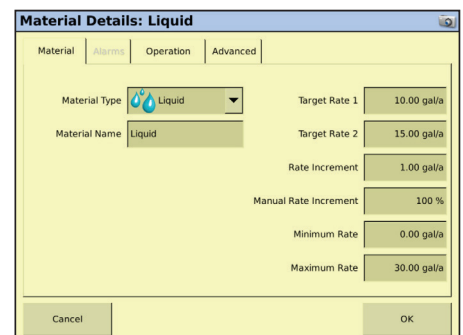 Material Details: Liquid
Material Alarms Operation Advanced
Material Type Liquid
Material Name Liquid
Target Rate 1 10.00 gal/a
Target Rate 2 15.00 gal/a
Rate Increment 1.00 gal/a
Manual Rate Increment 100 %
Minimum Rate 0.00 gal/a
Maximum Rate 30.00 gal/a
Cancel OK